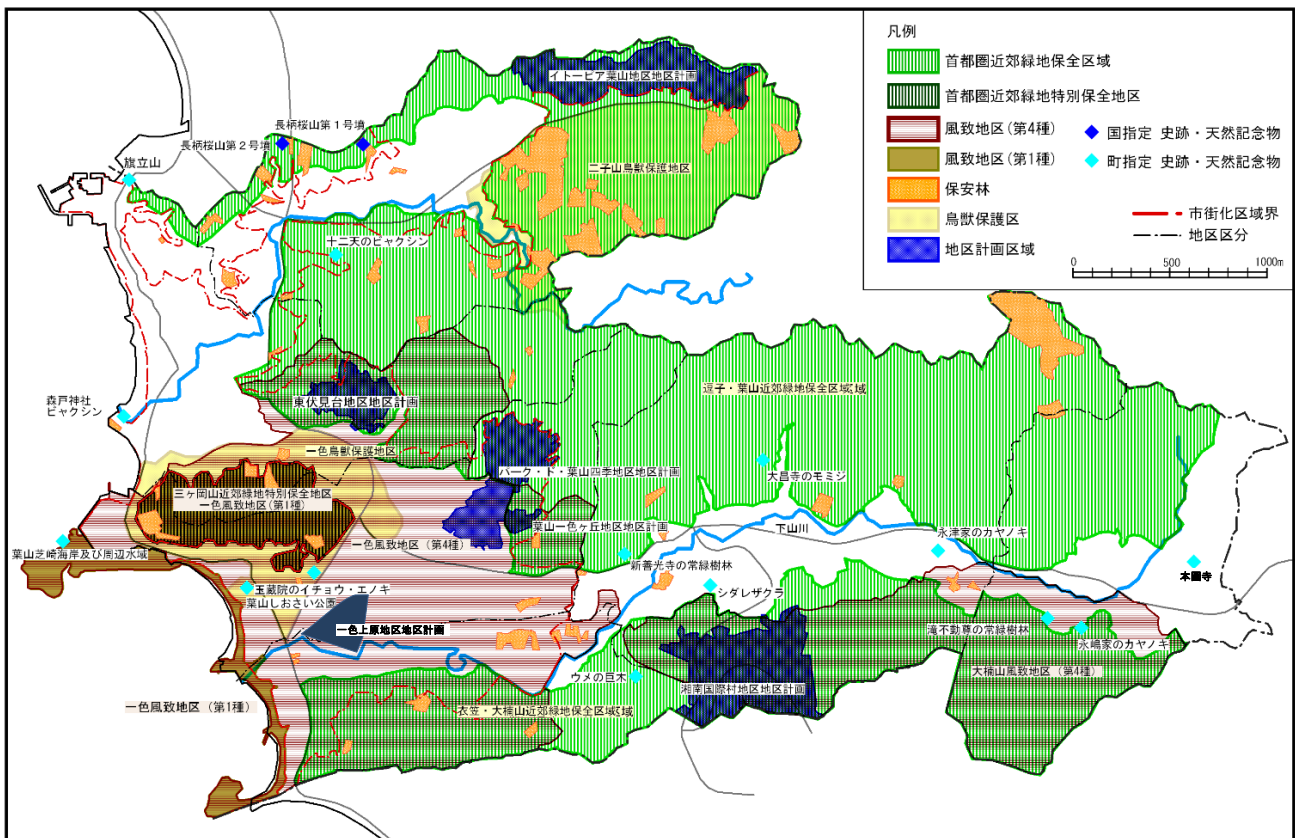 凡例
首都圏近郊緑地保全区域
首都圏近郊緑地特別保全地区
風致地区(第4種)
風致地区(第1種)
保安林
鳥獣保護区
地区計画区域
国指定 史跡・天然記念物
町指定 史跡・天然記念物
市街化区域界
地区区分
0 500 1000m
イトーピア葉山地区地区計画
長柄桜山第1号墳
長柄桜山第2号墳
旗立山
二子山鳥獣保護地区
十二天のビャクシン
森戸神社
ビャクシン
東伏見台地区地区計画
逗子・葉山近郊緑地保全区域
一色鳥獣保護地区
パーク・ド・葉山四季地区地区計画
大昌寺のモミジ
三ヶ岡山近郊緑地特別保全地区
一色風致地区(第1種)
葉山一色ヶ丘地区地区計画
下山川
永津家のカヤノキ
一色風致地区(第4種)
葉山芝崎海岸及び周辺水域
新善光寺の常緑樹林
本圓寺
シダレザクラ
玉蔵院のイチョウ・エノキ
葉山しおさい公園
一色上原地区地区計画
滝不動尊の常緑樹林
永嶋家のカヤノキ
大楠山風致地区(第4種)
ウメの巨木
湘南国際村地区地区計画
一色風致地区(第1種)
衣笠・大楠山近郊緑地保全区域